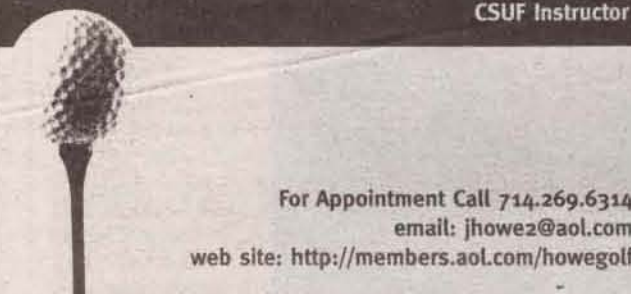 CSUF Instructor
For Appointment Call 714.269.6314
email: jhowe2@aol.com
web site: http://members.aol.com/howegolf